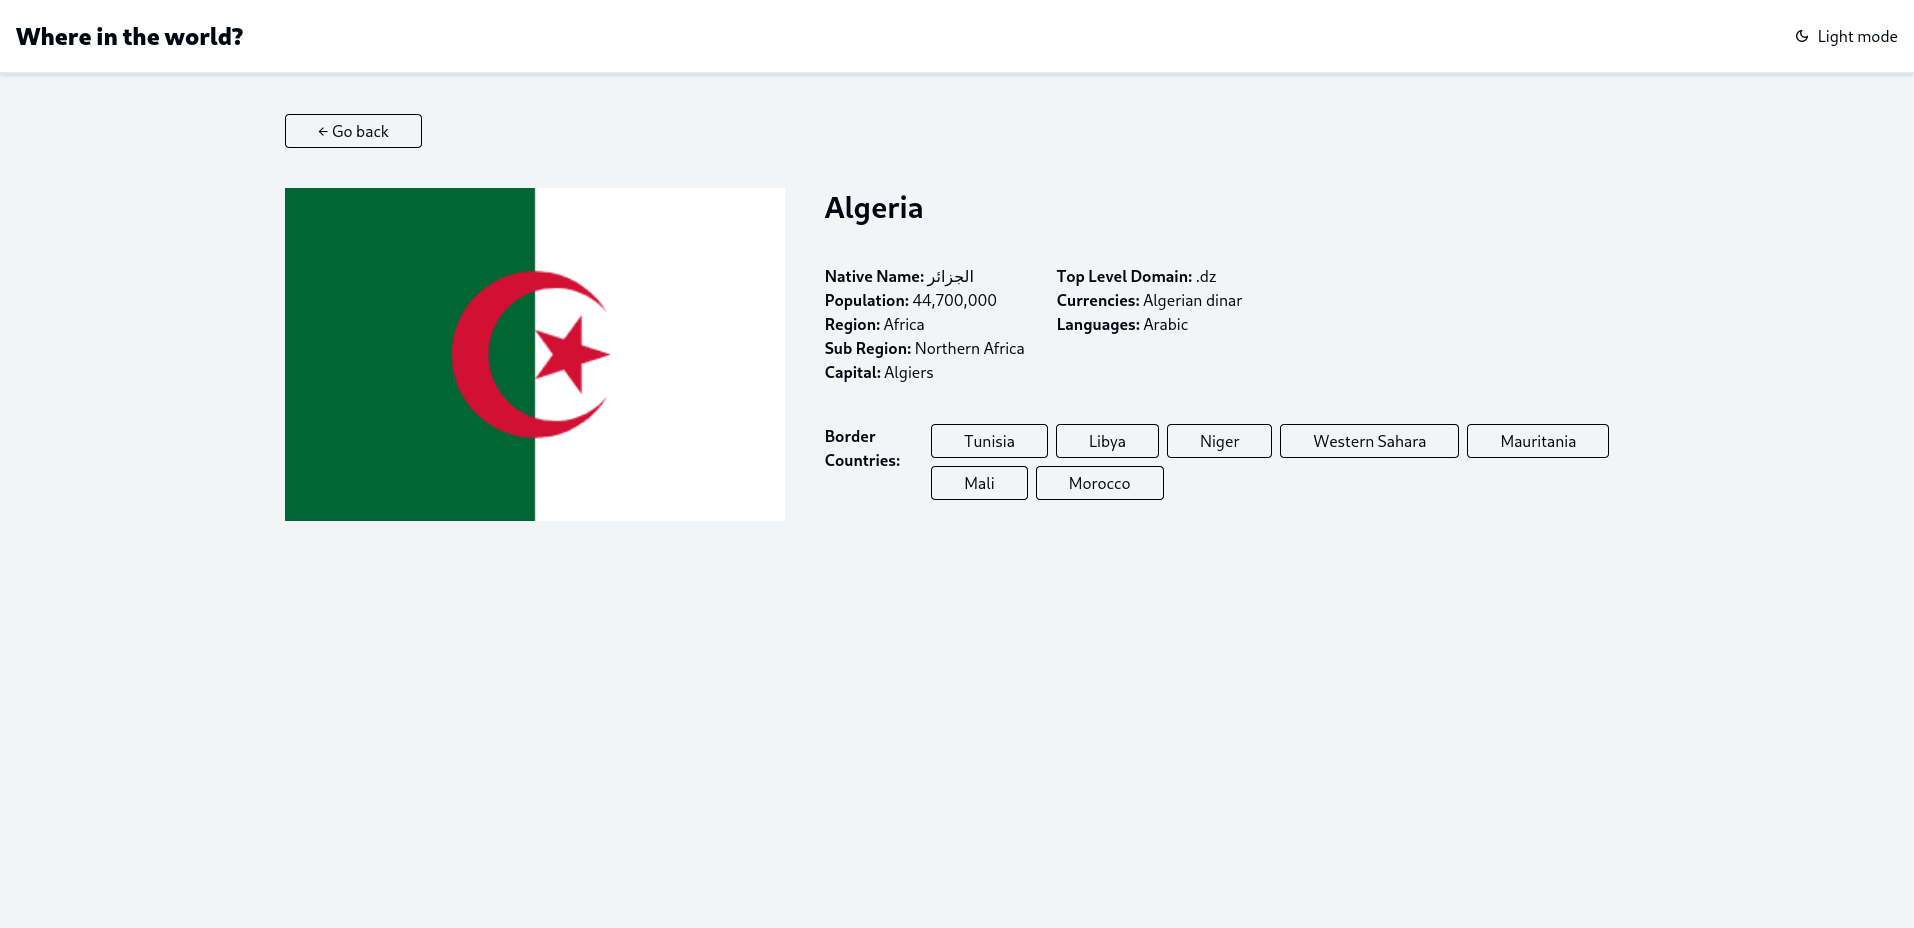 Where in the world?
Light mode
← Go back
Algeria
Native Name: الجزائر
Population: 44,700,000
Region: Africa
Sub Region: Northern Africa
Capital: Algiers
Top Level Domain: .dz
Currencies: Algerian dinar
Languages: Arabic
Border
Countries:
Tunisia Libya Niger Western Sahara Mauritania
Mali Morocco